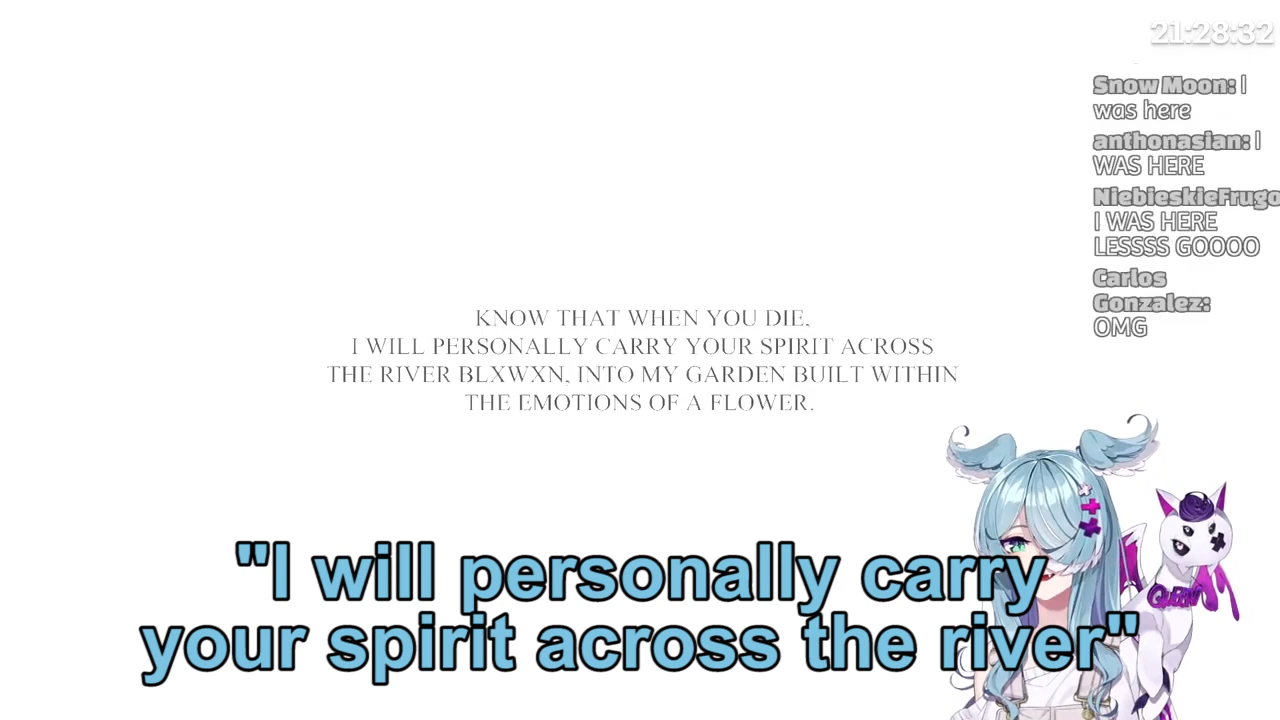 21:28:32
Snow Moon: I
was here
anthonasian: I
WAS HERE
NiebieskieFrugo
I WAS HERE
LESSSS GOOOO
Carlos
Gonzalez:
OMG
KNOW THAT WHEN YOU DIE,
I WILL PERSONALLY CARRY YOUR SPIRIT ACROSS
THE RIVER BLXWXN, INTO MY GARDEN BUILT WITHIN
THE EMOTIONS OF A FLOWER.
"I will personally carry
your spirit across the river"